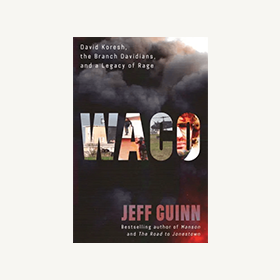 David Koresh,
the Branch Davidians,
and a Legacy of Rage
WACO
JEFF GUINN
Bestselling author of Manson
and The Road to Jonestown